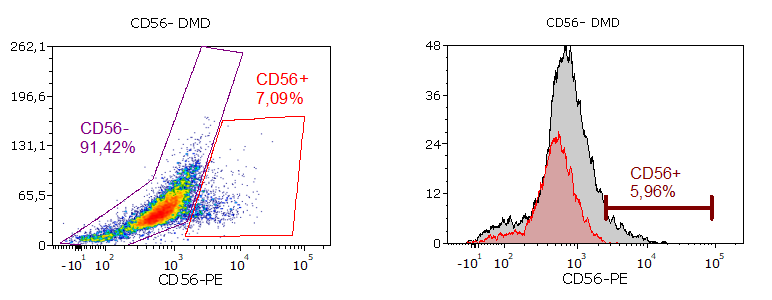 CD56- DMD
262,1
196,6
131,1
65,5
0
CD56+
7,09%
CD56-
91,42%
-10¹ 10² 10³ 10⁴ 10⁵
CD56-PE
CD56- DMD
48
36
24
12
0
CD56+
5,96%
-10¹ 10² 10³ 10⁴ 10⁵
CD56-PE